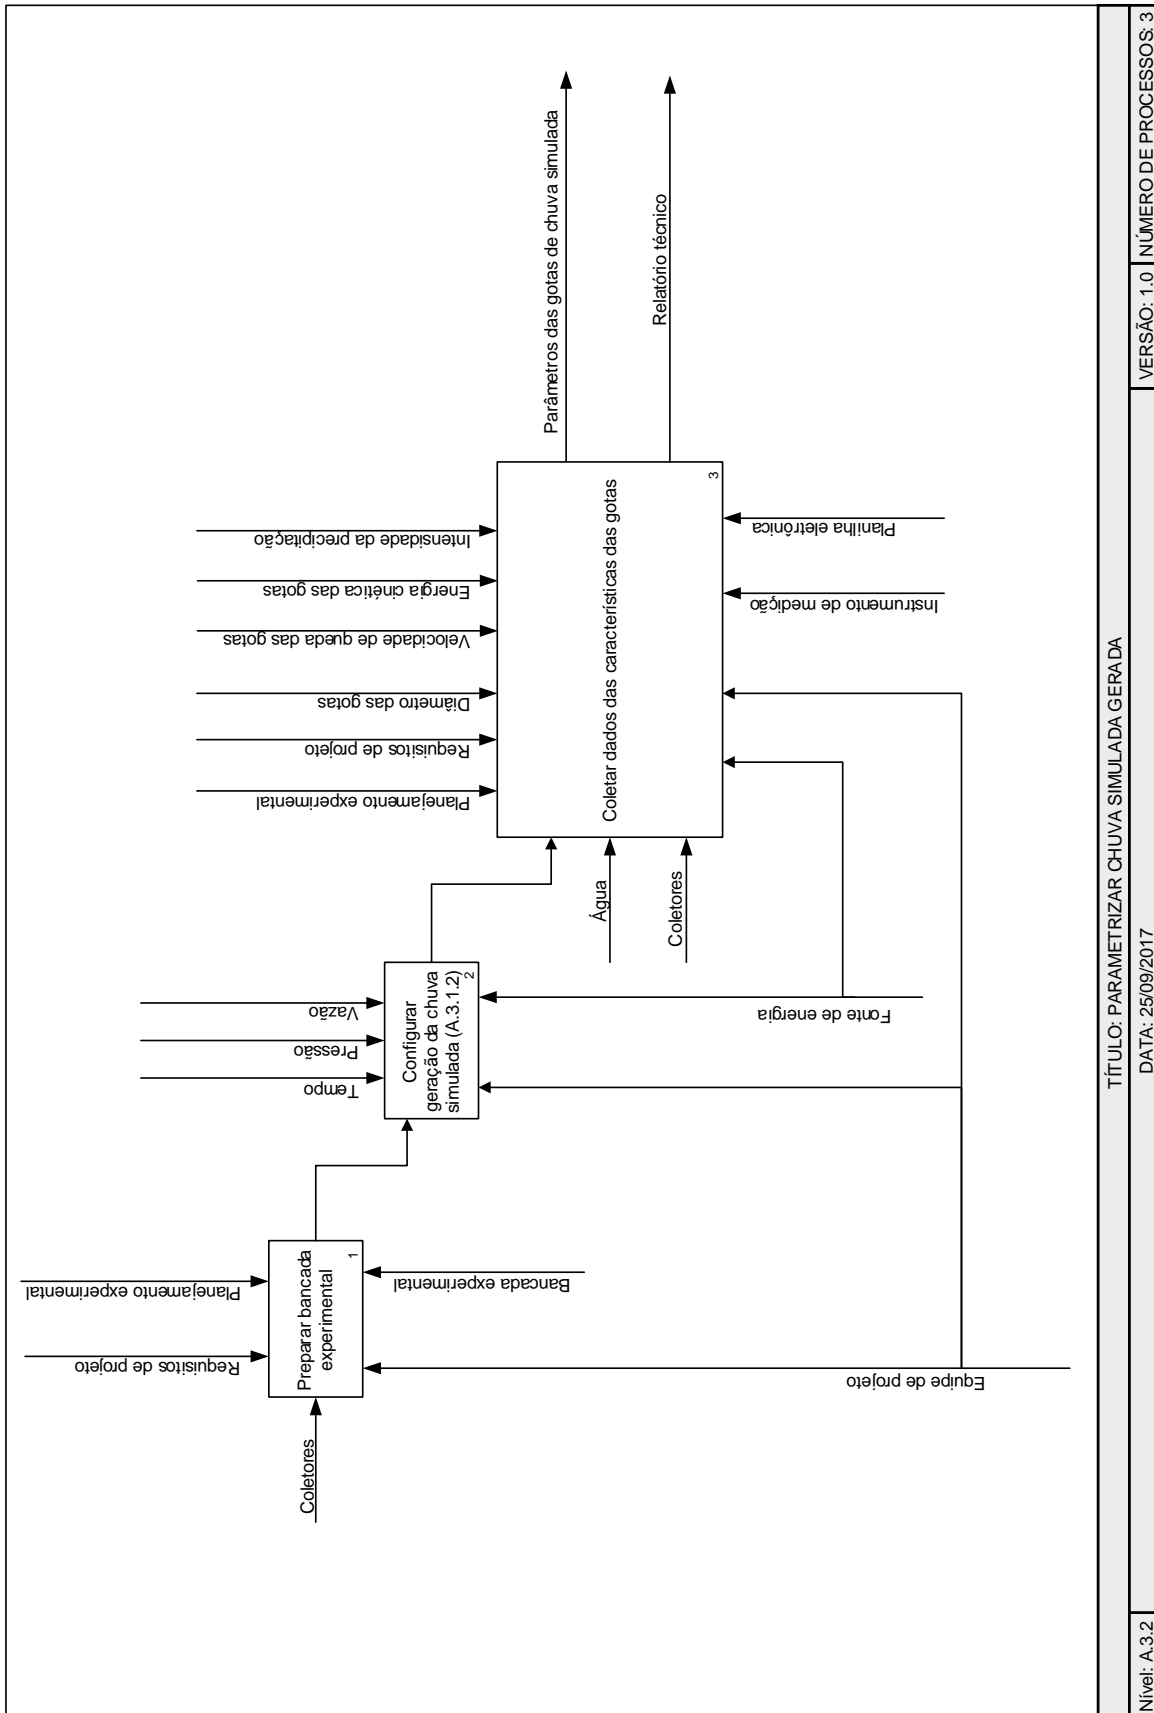 Requisitos de projeto
Planejamento experimental
Coletores
Preparar bancada
experimental
1
Bancada experimental
Equipe de projeto
Tempo
Pressão
Vazão
Configurar
geração da chuva
simulada (A.3.1.2)
2
Fonte de energia
Planejamento experimental
Requisitos de projeto
Diâmetro das gotas
Velocidade de queda das gotas
Energia cinética das gotas
Intensidade da precipitação
Água
Coletores
Coletar dados das características das gotas
3
Instrumento de medição
Planilha eletrônica
Parâmetros das gotas de chuva simulada
Relatório técnico
TÍTULO: PARAMETRIZAR CHUVA SIMULADA GERADA
Nível: A.3.2
DATA: 25/09/2017
VERSÃO: 1.0
NÚMERO DE PROCESSOS: 3